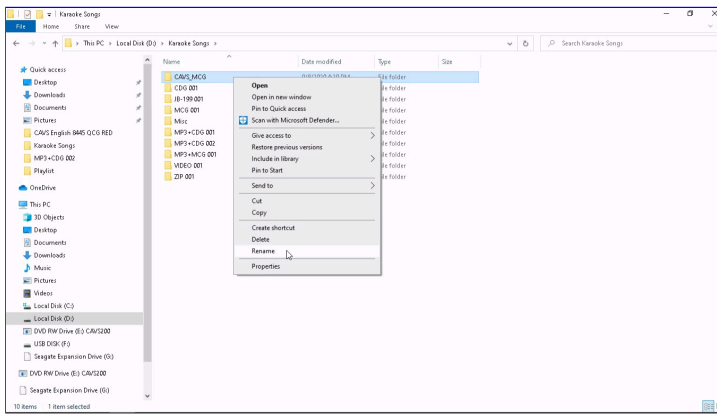 Karaoke Songs
File Home Share View
This PC > Local Disk (D:) > Karaoke Songs >
Search Karaoke Songs
Name Date modified Type Size
Quick access
Desktop
Downloads
Documents
Pictures
CAVS English 8445 QCG RED
Karaoke Songs
MP3+CDG 002
Playlist
OneDrive
This PC
3D Objects
Desktop
Documents
Downloads
Music
Pictures
Videos
Local Disk (C:)
Local Disk (D:)
DVD RW Drive (E:) CAVS200
USB DISK (F:)
Seagate Expansion Drive (G:)
DVD RW Drive (E:) CAVS200
Seagate Expansion Drive (G:)
CAVS_MCG
CDG 001
JB-199 001
MCG 001
Misc
MP3+CDG 001
MP3+CDG 002
MP3+MCG 001
VIDEO 001
ZIP 001
File folder
ile folder
ile folder
ile folder
ile folder
ile folder
ile folder
ile folder
ile folder
ile folder
Open
Open in new window
Pin to Quick access
Scan with Microsoft Defender...
Give access to
Restore previous versions
Include in library
Pin to Start
Send to
Cut
Copy
Create shortcut
Delete
Rename
Properties
10 items 1 item selected